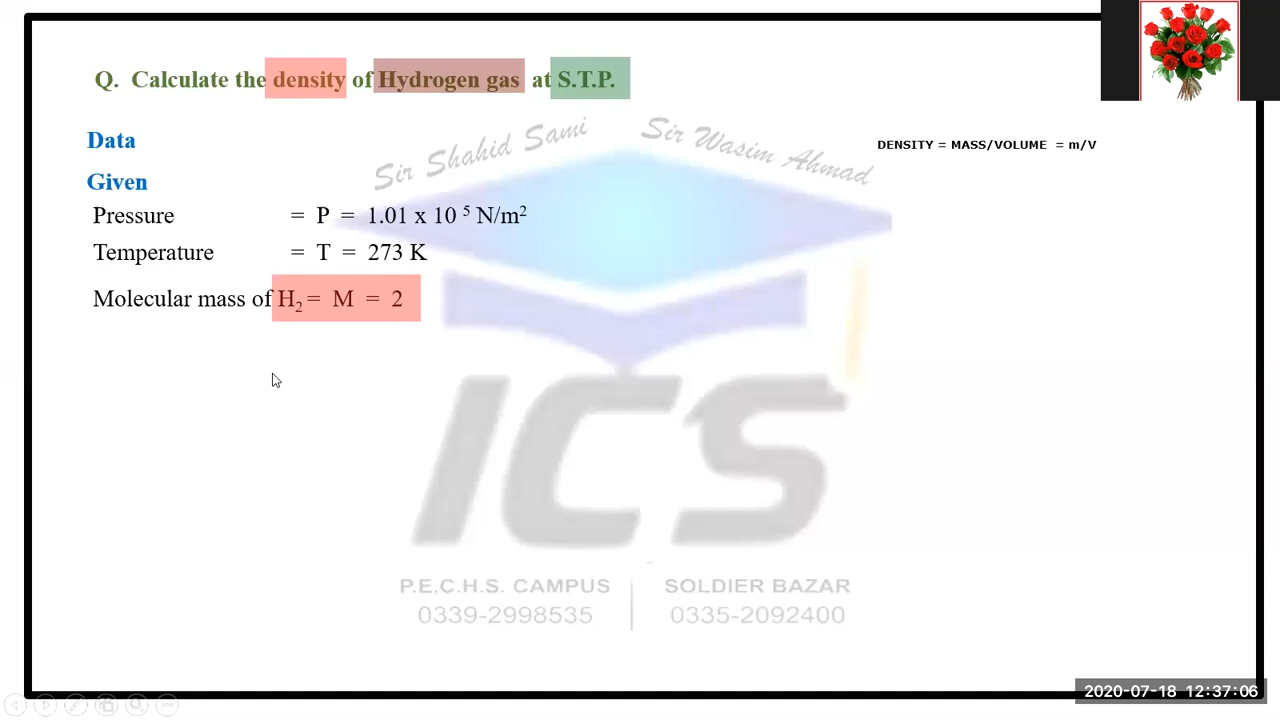 Q. Calculate the density of Hydrogen gas at S.T.P.
Data
Sir Shahid Sami
Sir Wasim Ahmad
DENSITY = MASS/VOLUME = m/V
Given
Pressure = P = 1.01 x 10 ⁵ N/m²
Temperature = T = 273 K
Molecular mass of H₂ = M = 2
ICS
P.E.C.H.S. CAMPUS
SOLDIER BAZAR
0339-2998535
0335-2092400
2020-07-18 12:37:06